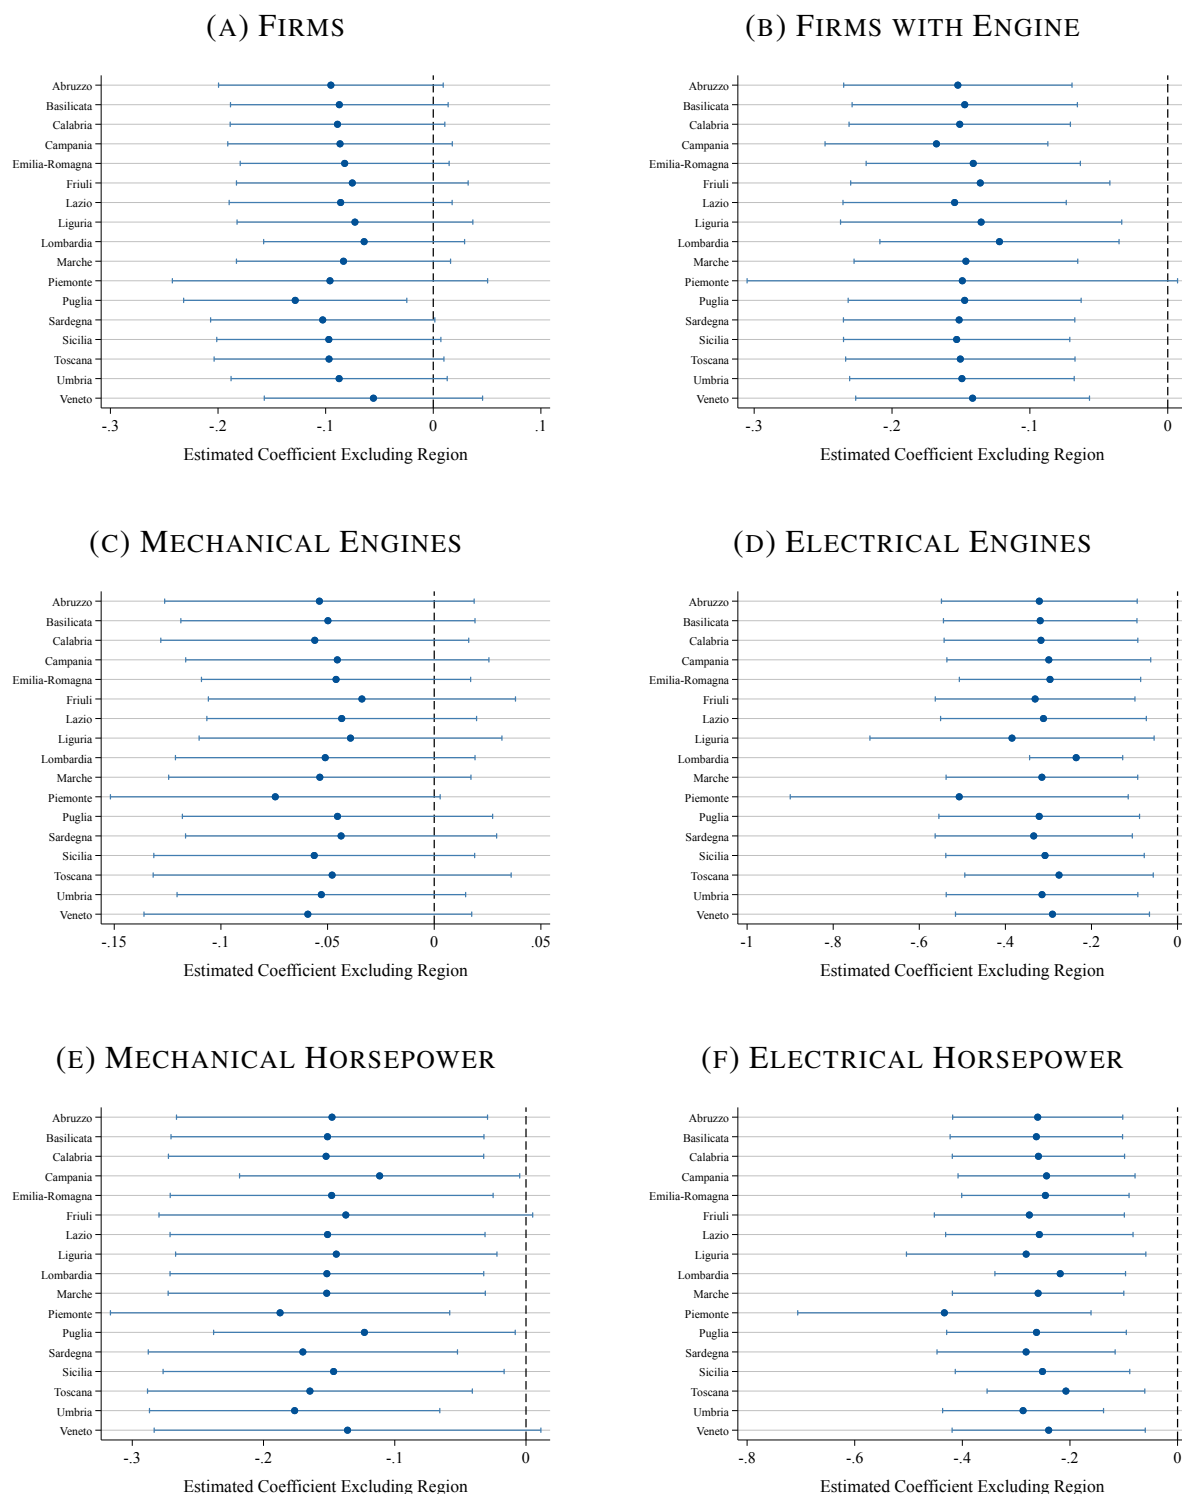 (A) FIRMS
Abruzzo
Basilicata
Calabria
Campania
Emilia-Romagna
Friuli
Lazio
Liguria
Lombardia
Marche
Piemonte
Puglia
Sardegna
Sicilia
Toscana
Umbria
Veneto
-.3 -.2 -.1 0 .1
Estimated Coefficient Excluding Region
(B) FIRMS WITH ENGINE
Abruzzo
Basilicata
Calabria
Campania
Emilia-Romagna
Friuli
Lazio
Liguria
Lombardia
Marche
Piemonte
Puglia
Sardegna
Sicilia
Toscana
Umbria
Veneto
-.3 -.2 -.1 0
Estimated Coefficient Excluding Region
(C) MECHANICAL ENGINES
Abruzzo
Basilicata
Calabria
Campania
Emilia-Romagna
Friuli
Lazio
Liguria
Lombardia
Marche
Piemonte
Puglia
Sardegna
Sicilia
Toscana
Umbria
Veneto
-.15 -.1 -.05 0 .05
Estimated Coefficient Excluding Region
(D) ELECTRICAL ENGINES
Abruzzo
Basilicata
Calabria
Campania
Emilia-Romagna
Friuli
Lazio
Liguria
Lombardia
Marche
Piemonte
Puglia
Sardegna
Sicilia
Toscana
Umbria
Veneto
-1 -.8 -.6 -.4 -.2 0
Estimated Coefficient Excluding Region
(E) MECHANICAL HORSEPOWER
Abruzzo
Basilicata
Calabria
Campania
Emilia-Romagna
Friuli
Lazio
Liguria
Lombardia
Marche
Piemonte
Puglia
Sardegna
Sicilia
Toscana
Umbria
Veneto
-.3 -.2 -.1 0
Estimated Coefficient Excluding Region
(F) ELECTRICAL HORSEPOWER
Abruzzo
Basilicata
Calabria
Campania
Emilia-Romagna
Friuli
Lazio
Liguria
Lombardia
Marche
Piemonte
Puglia
Sardegna
Sicilia
Toscana
Umbria
Veneto
-.8 -.6 -.4 -.2 0
Estimated Coefficient Excluding Region